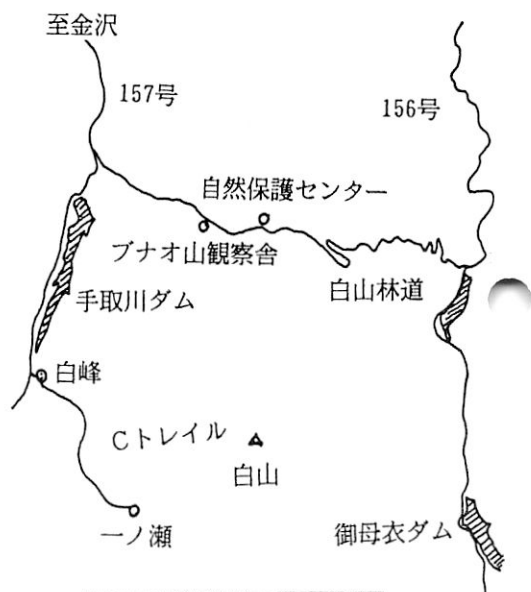 至金沢
157号
156号
自然保護センター
ブナオ山観察舎
白山林道
手取川ダム
白峰
Cトレイル
白山
一ノ瀬
御母衣ダム